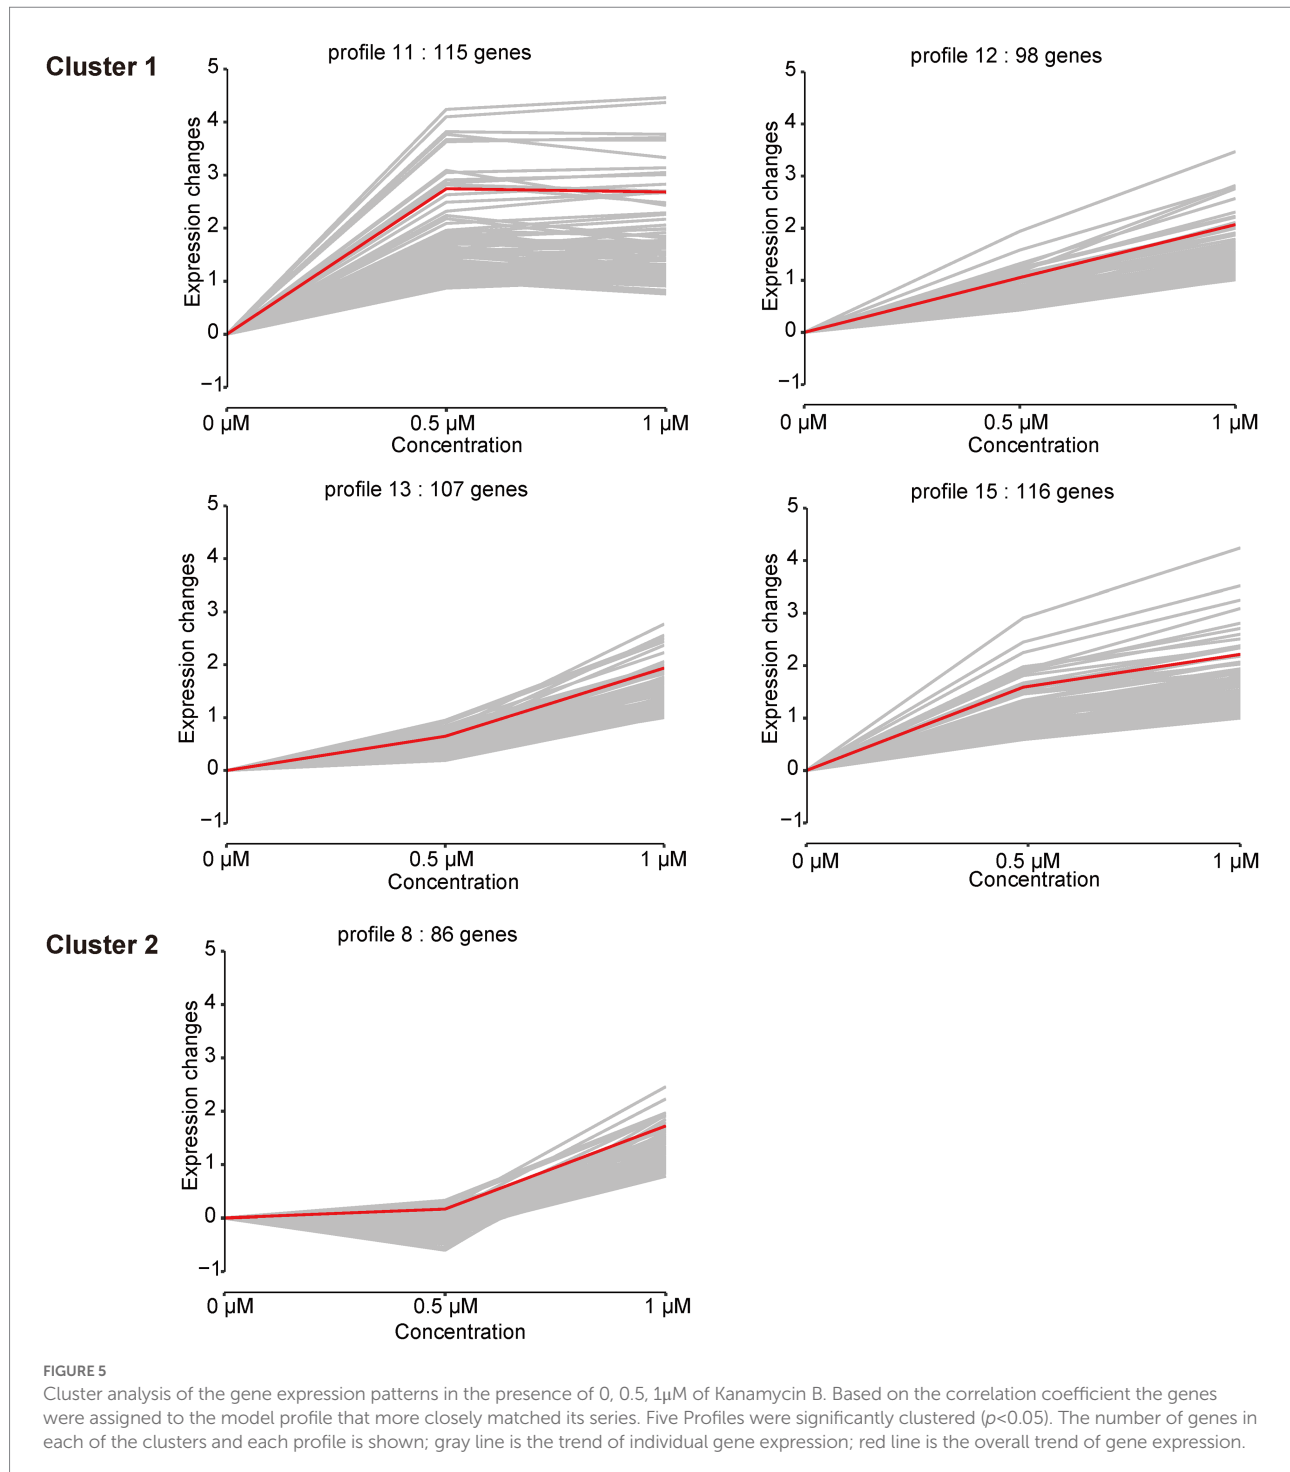 Cluster 1
profile 11 : 115 genes
5
4
3
2
1
0
−1
Expression changes
0 µM
0.5 µM
1 µM
Concentration
profile 12 : 98 genes
5
4
3
2
1
0
−1
Expression changes
0 µM
0.5 µM
1 µM
Concentration
profile 13 : 107 genes
5
4
3
2
1
0
−1
Expression changes
0 µM
0.5 µM
1 µM
Concentration
profile 15 : 116 genes
5
4
3
2
1
0
−1
Expression changes
0 µM
0.5 µM
1 µM
Concentration
Cluster 2
profile 8 : 86 genes
5
4
3
2
1
0
−1
Expression changes
0 µM
0.5 µM
1 µM
Concentration
FIGURE 5
Cluster analysis of the gene expression patterns in the presence of 0, 0.5, 1µM of Kanamycin B. Based on the correlation coefficient the genes
were assigned to the model profile that more closely matched its series. Five Profiles were significantly clustered (p<0.05). The number of genes in
each of the clusters and each profile is shown; gray line is the trend of individual gene expression; red line is the overall trend of gene expression.